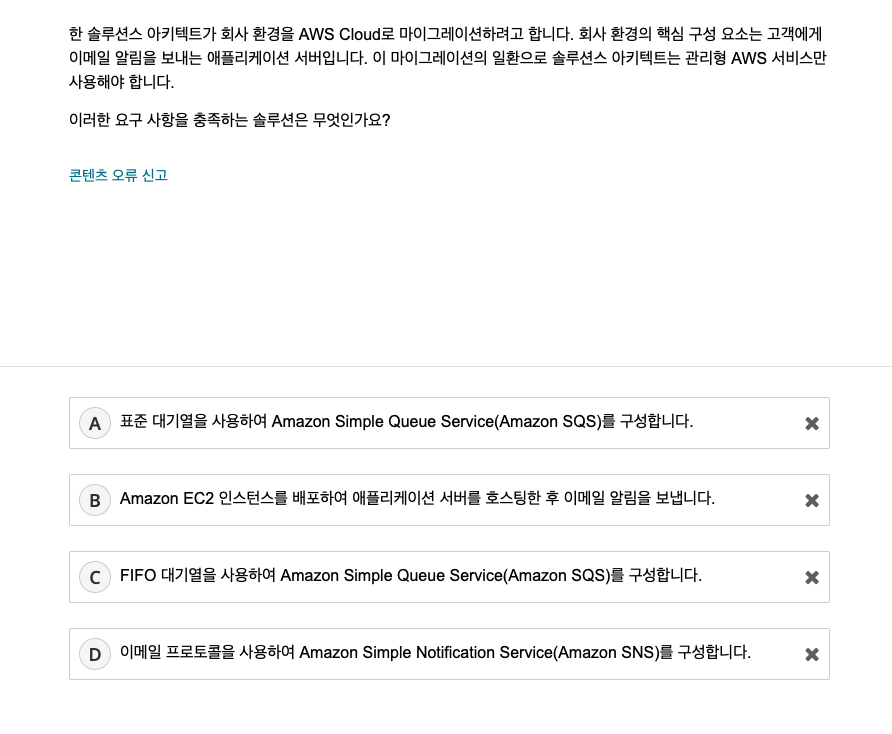 한 솔루션스 아키텍트가 회사 환경을 AWS Cloud로 마이그레이션하려고 합니다. 회사 환경의 핵심 구성 요소는 고객에게
이메일 알림을 보내는 애플리케이션 서버입니다. 이 마이그레이션의 일환으로 솔루션스 아키텍트는 관리형 AWS 서비스만
사용해야 합니다.
이러한 요구 사항을 충족하는 솔루션은 무엇인가요?
콘텐츠 오류 신고
A 표준 대기열을 사용하여 Amazon Simple Queue Service(Amazon SQS)를 구성합니다.
B Amazon EC2 인스턴스를 배포하여 애플리케이션 서버를 호스팅한 후 이메일 알림을 보냅니다.
C FIFO 대기열을 사용하여 Amazon Simple Queue Service(Amazon SQS)를 구성합니다.
D 이메일 프로토콜을 사용하여 Amazon Simple Notification Service(Amazon SNS)를 구성합니다.